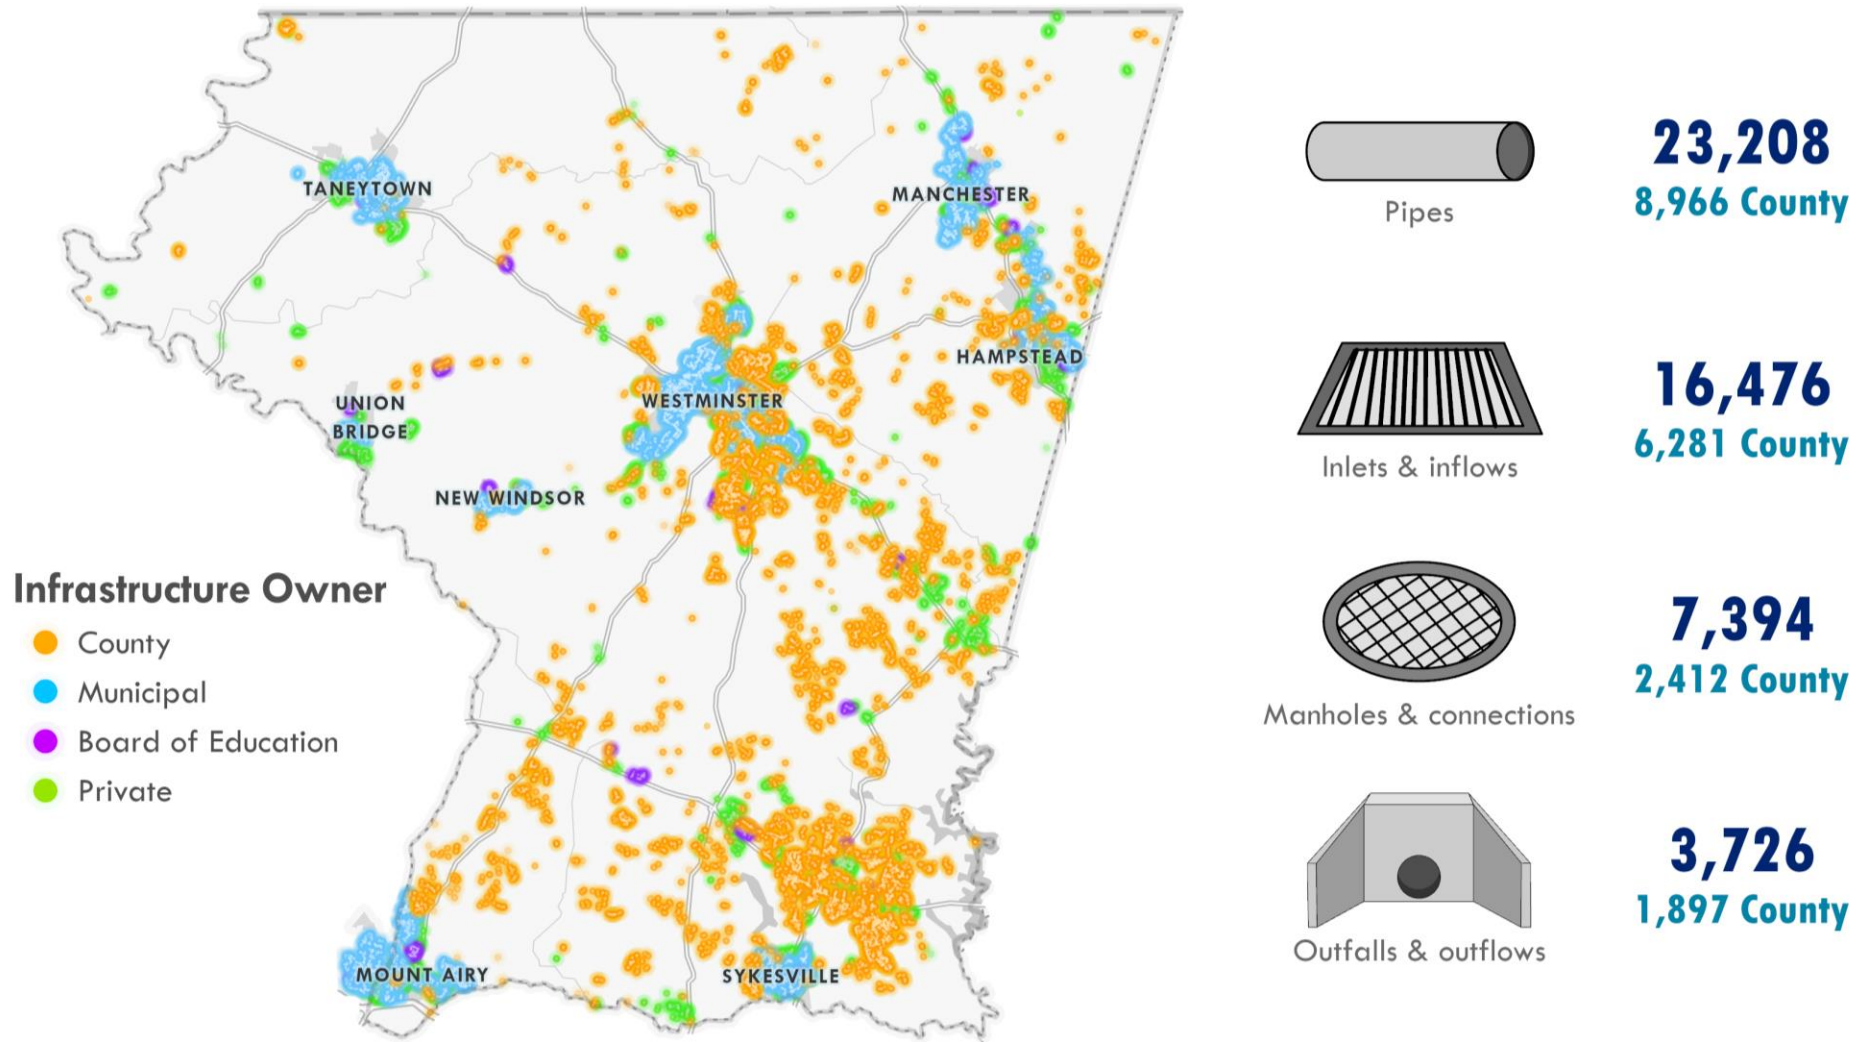 TANEYTOWN
MANCHESTER
HAMPSTEAD
WESTMINSTER
UNION
BRIDGE
NEW WINDSOR
MOUNT AIRY
SYKESVILLE
Infrastructure Owner
County
Municipal
Board of Education
Private
23,208
8,966 County
Pipes
16,476
6,281 County
Inlets & inflows
7,394
2,412 County
Manholes & connections
3,726
1,897 County
Outfalls & outflows